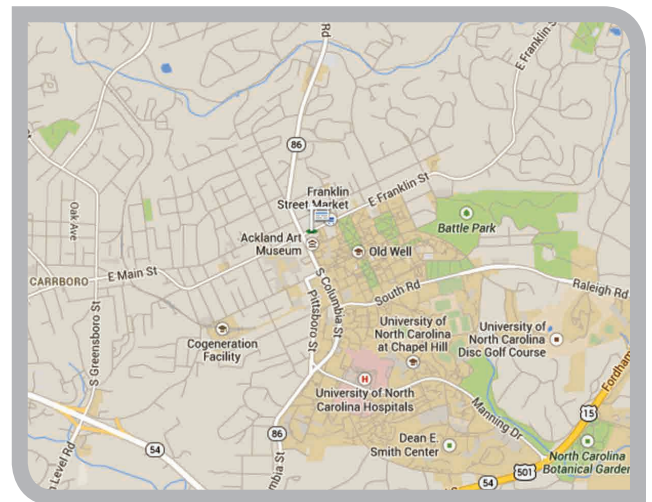 Rd
E Franklin St
86
Franklin
Street Market
E Franklin St
Oak Ave
Battle Park
Ackland Art
Museum
Old Well
E Main St
CARRBORO
S Columbia St
Pittsboro St
South Rd
Raleigh Rd
S Greensboro St
Cogeneration
Facility
University of
North Carolina
at Chapel Hill
University of
North Carolina
Disc Golf Course
H
University of North
Carolina Hospitals
Fordham
15
Manning Dr
86
Dean E.
Smith Center
54
n Level Rd
mbia St
North Carolina
Botanical Garden
54
501